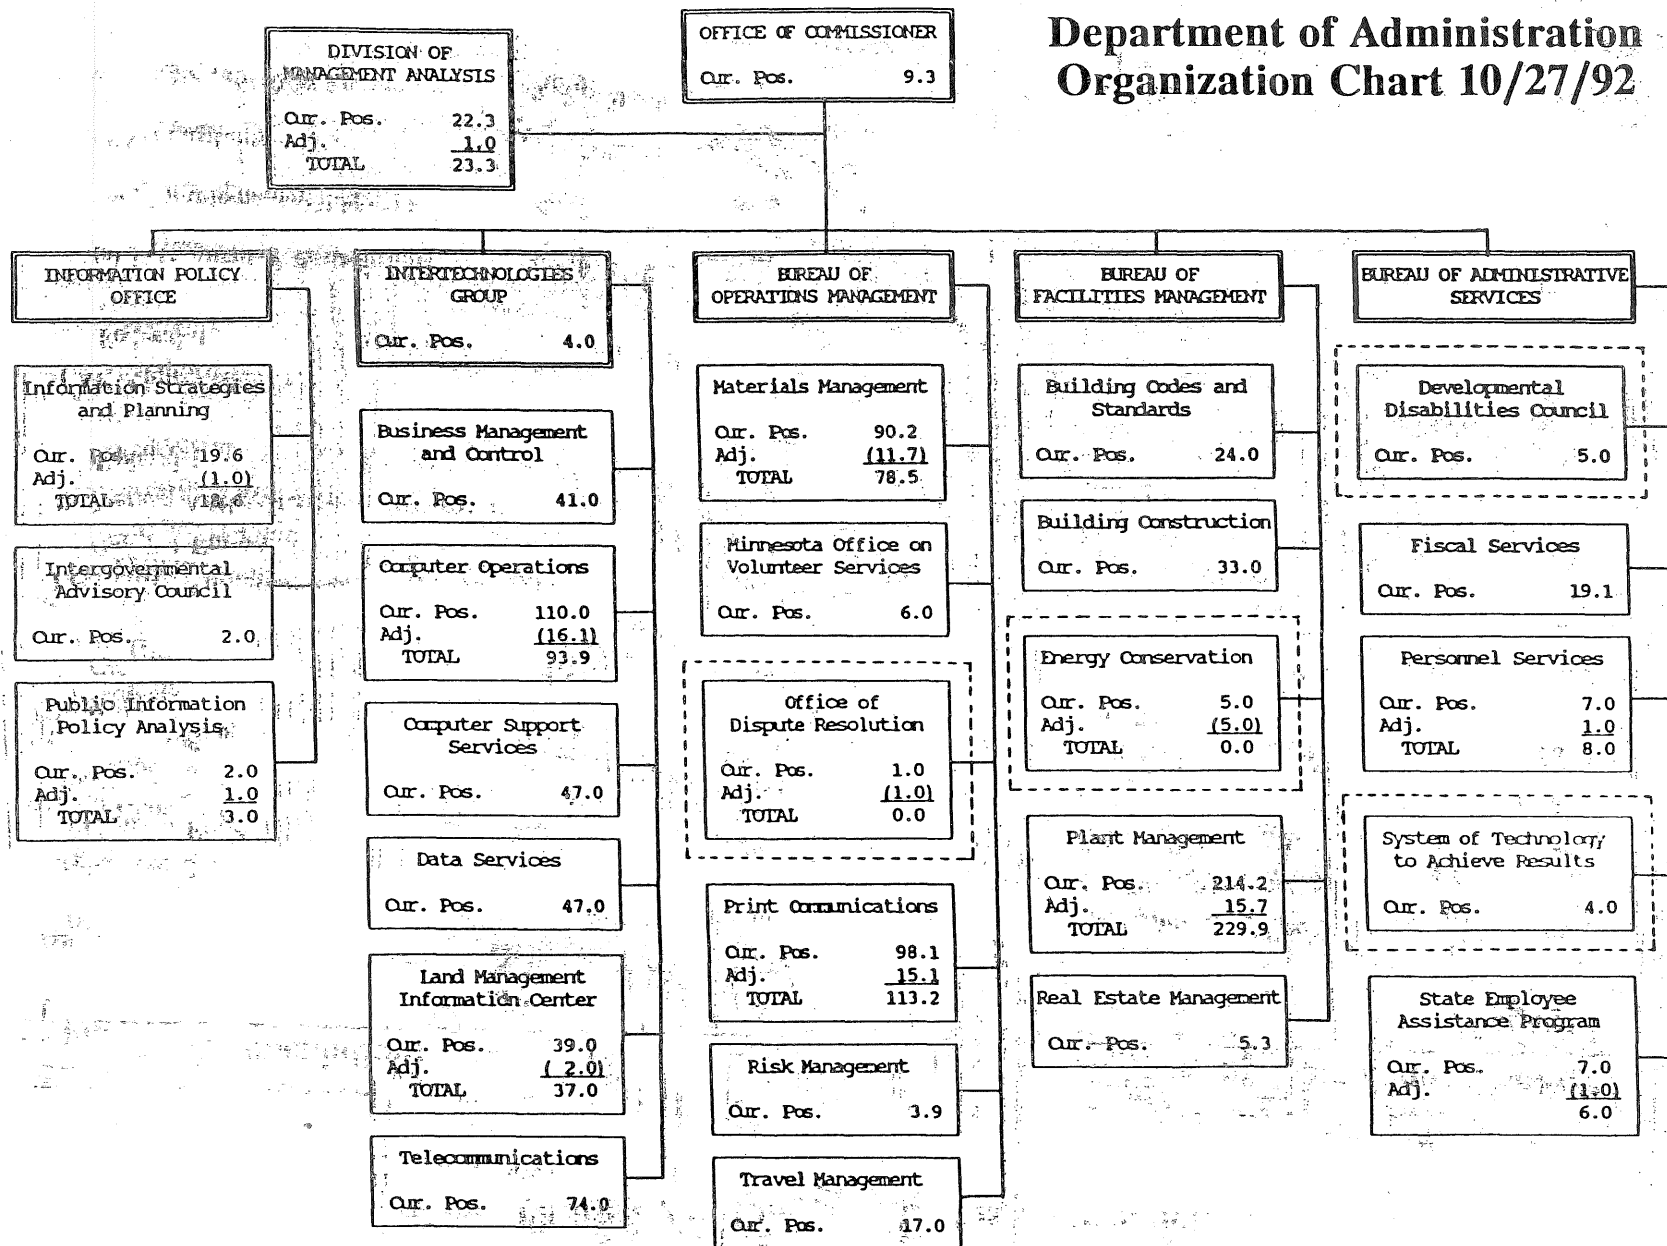 Department of Administration
Organization Chart 10/27/92
OFFICE OF COMMISSIONER
Cur. Pos. 9.3
DIVISION OF
MANAGEMENT ANALYSIS
Cur. Pos. 22.3
Adj. 1.0
TOTAL 23.3
INFORMATION POLICY
OFFICE
Information Strategies
and Planning
Cur. Pos. 19.6
Adj. (1.0)
TOTAL 18.6
Intergovernmental
Advisory Council
Cur. Pos. 2.0
Public Information
Policy Analysis
Cur. Pos. 2.0
Adj. 1.0
TOTAL 3.0
INTERTECHNOLOGIES
GROUP
Cur. Pos. 4.0
Business Management
and Control
Cur. Pos. 41.0
Computer Operations
Cur. Pos. 110.0
Adj. (16.1)
TOTAL 93.9
Computer Support
Services
Cur. Pos. 47.0
Data Services
Cur. Pos. 47.0
Land Management
Information Center
Cur. Pos. 39.0
Adj. ( 2.0)
TOTAL 37.0
Telecommunications
Cur. Pos. 74.0
BUREAU OF
OPERATIONS MANAGEMENT
Materials Management
Cur. Pos. 90.2
Adj. (11.7)
TOTAL 78.5
Minnesota Office on
Volunteer Services
Cur. Pos. 6.0
Office of
Dispute Resolution
Cur. Pos. 1.0
Adj. (1.0)
TOTAL 0.0
Print Communications
Cur. Pos. 98.1
Adj. 15.1
TOTAL 113.2
Risk Management
Cur. Pos. 3.9
Travel Management
Cur. Pos. 17.0
BUREAU OF
FACILITIES MANAGEMENT
Building Codes and
Standards
Cur. Pos. 24.0
Building Construction
Cur. Pos. 33.0
Energy Conservation
Cur. Pos. 5.0
Adj. (5.0)
TOTAL 0.0
Plant Management
Cur. Pos. 214.2
Adj. 15.7
TOTAL 229.9
Real Estate Management
Cur. Pos. 5.3
BUREAU OF ADMINISTRATIVE
SERVICES
Developmental
Disabilities Council
Cur. Pos. 5.0
Fiscal Services
Cur. Pos. 19.1
Personnel Services
Cur. Pos. 7.0
Adj. 1.0
TOTAL 8.0
System of Technology
to Achieve Results
Cur. Pos. 4.0
State Employee
Assistance Program
Cur. Pos. 7.0
Adj. (1.0)
6.0